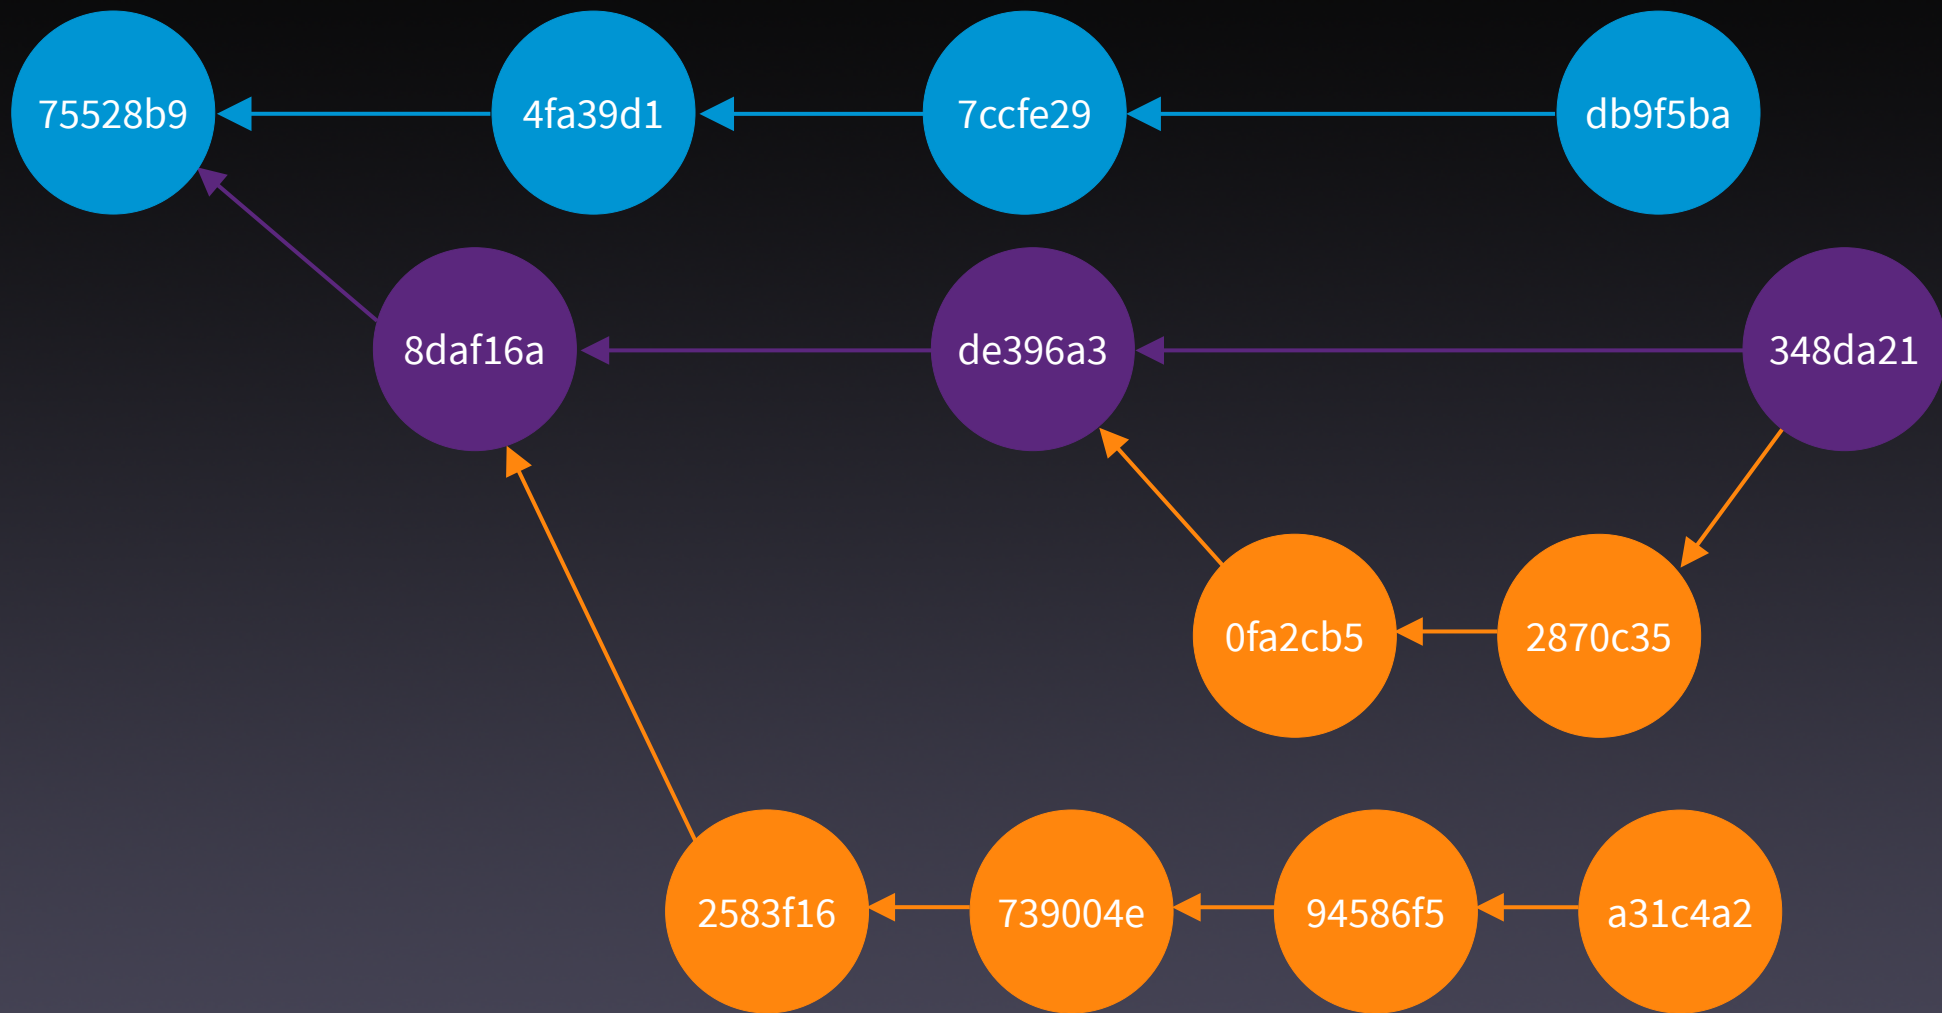 75528b9
4fa39d1
7ccfe29
db9f5ba
8daf16a
de396a3
348da21
0fa2cb5
2870c35
2583f16
739004e
94586f5
a31c4a2